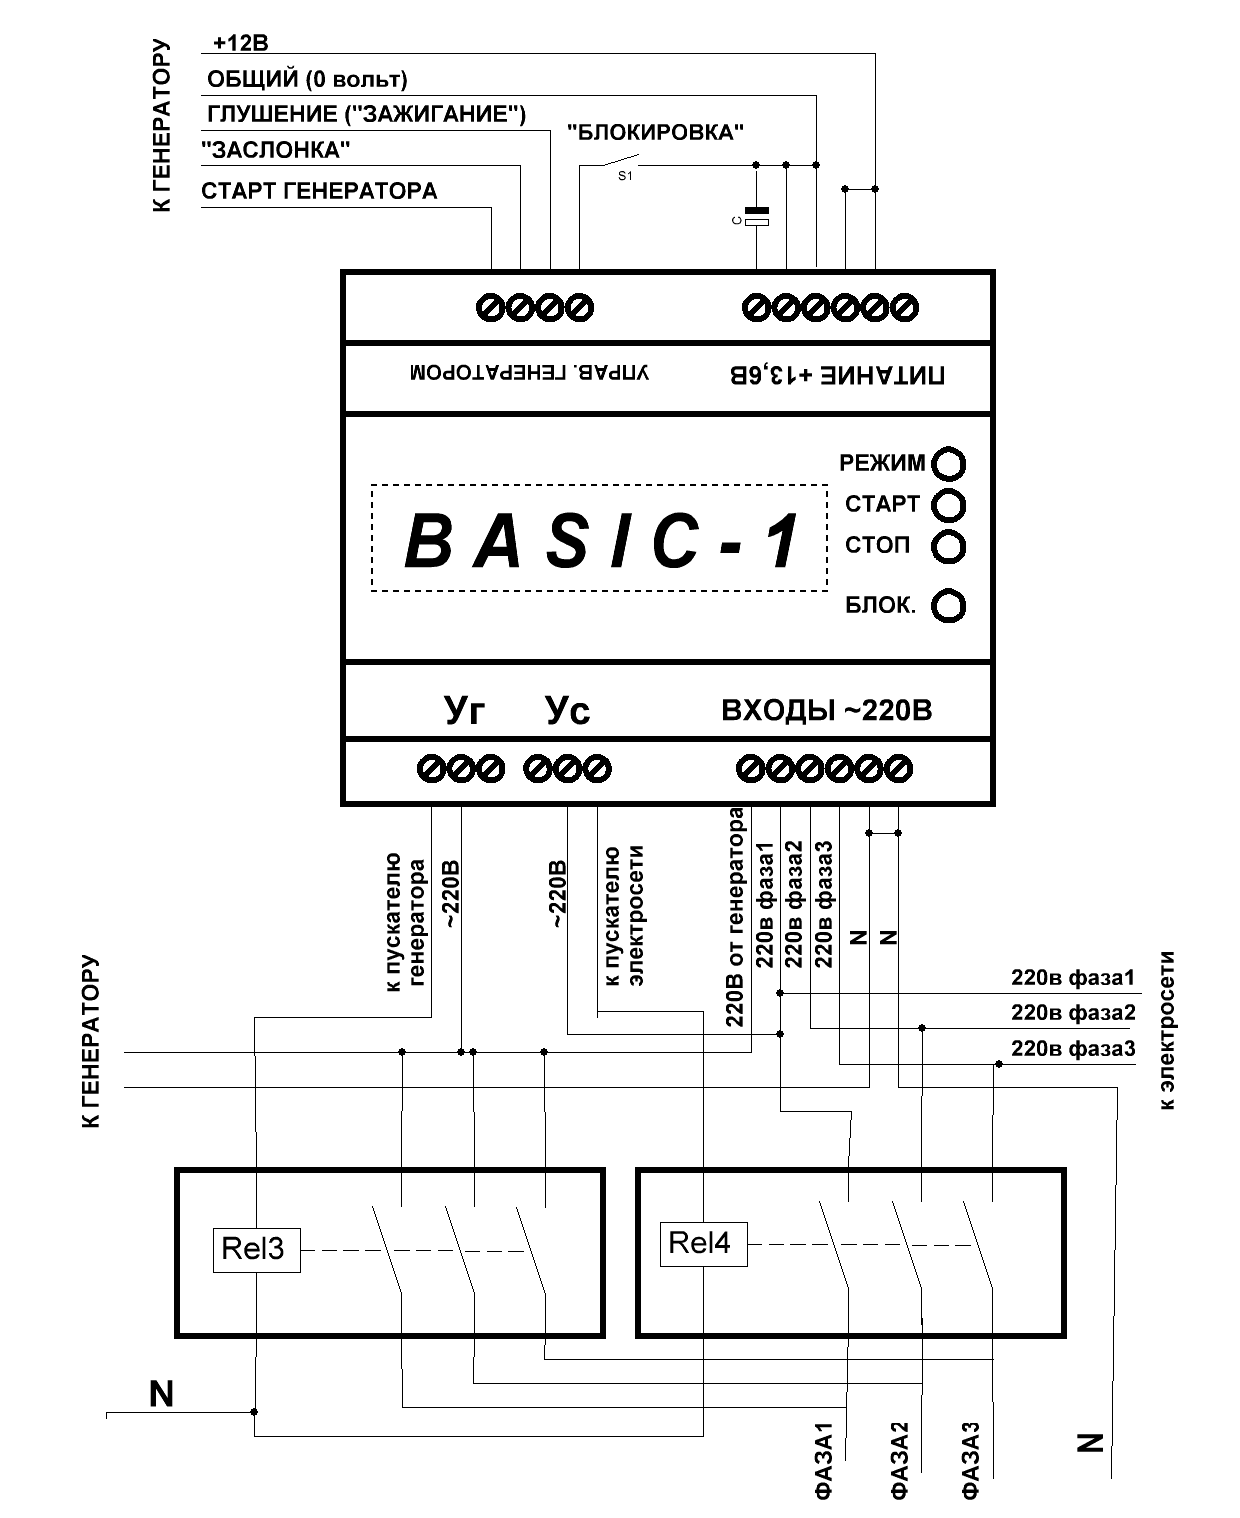 К ГЕНЕРАТОРУ
+12В
ОБЩИЙ (0 вольт)
ГЛУШЕНИЕ ("ЗАЖИГАНИЕ")
"ЗАСЛОНКА"
СТАРТ ГЕНЕРАТОРА
"БЛОКИРОВКА"
S1
C
УПРАВ. ГЕНЕРАТОРОМ
ПИТАНИЕ +13,6В
BASIC-1
РЕЖИМ
СТАРТ
СТОП
БЛОК.
Уг
Ус
ВХОДЫ ~220В
к пускателю
генератора
~220В
~220В
к пускателю
электросети
220В от генератора
220в фаза1
220в фаза2
220в фаза3
N
N
К ГЕНЕРАТОРУ
220в фаза1
220в фаза2
220в фаза3
к электросети
Rel3
Rel4
N
ФАЗА1
ФАЗА2
ФАЗА3
N